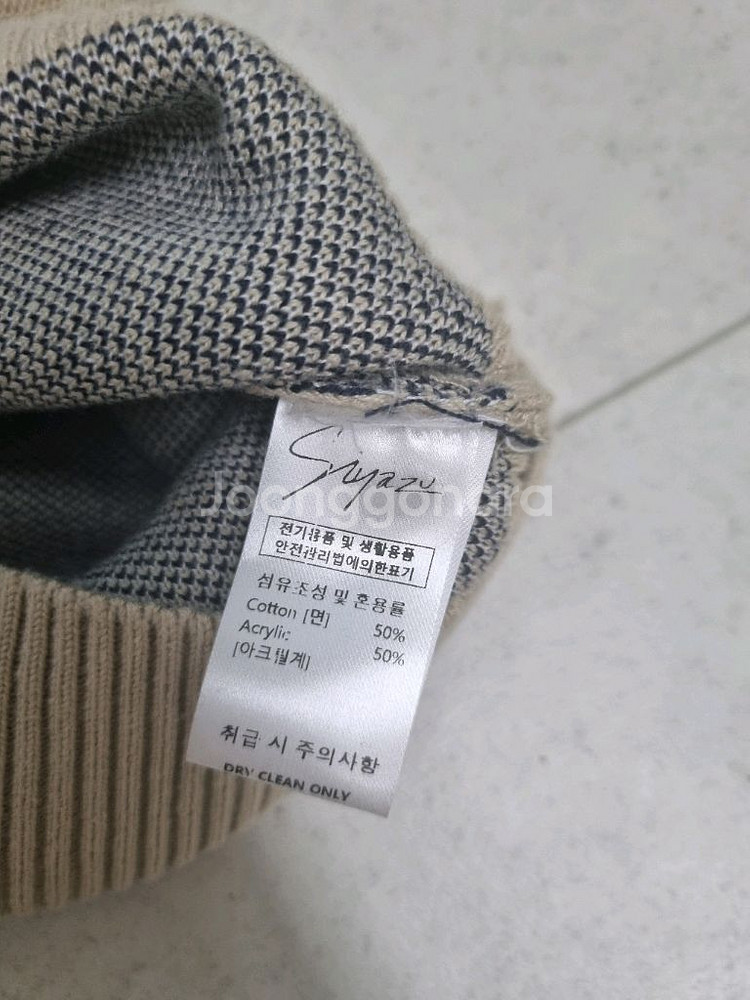 Siyazu
Joonggonara
전기용품 및 생활용품
안전관리법에의한표기
섬유조성 및 혼용률
Cotton [면] 50%
Acrylic 50%
[아크릴계]
취급 시 주의사항
DRY CLEAN ONLY